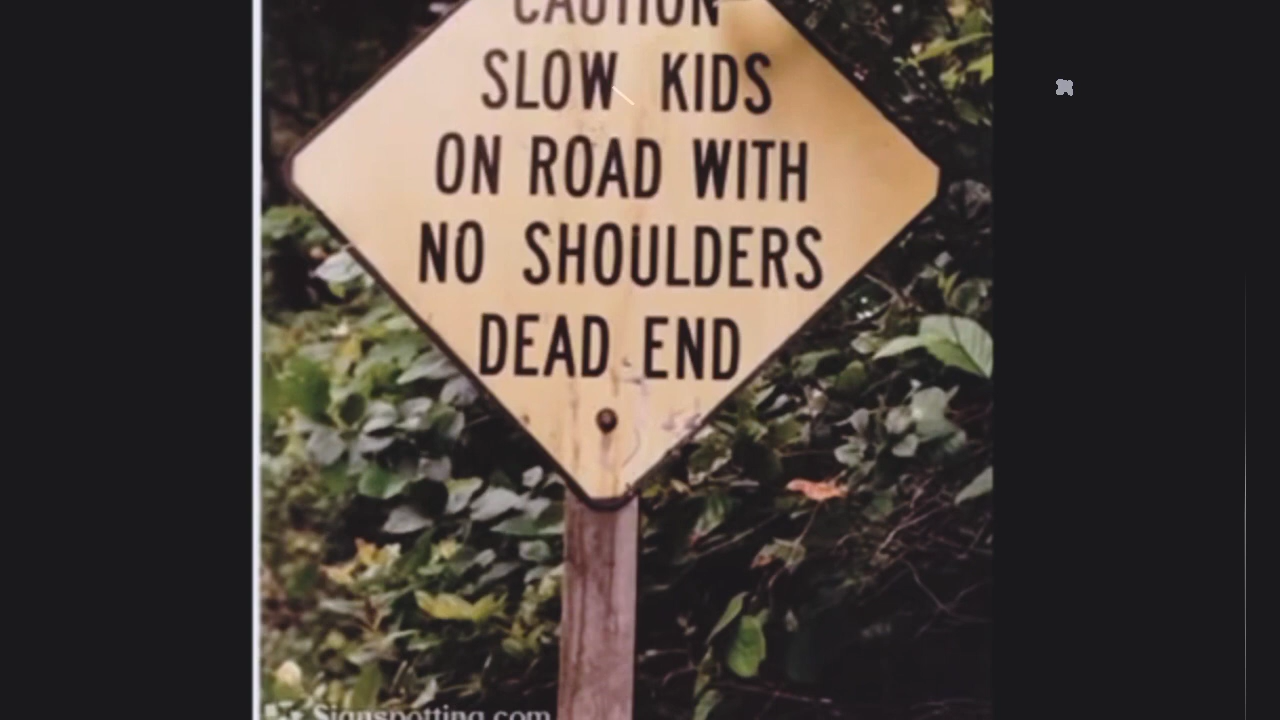 CAUTION
SLOW KIDS
ON ROAD WITH
NO SHOULDERS
DEAD END
Signspotting.com